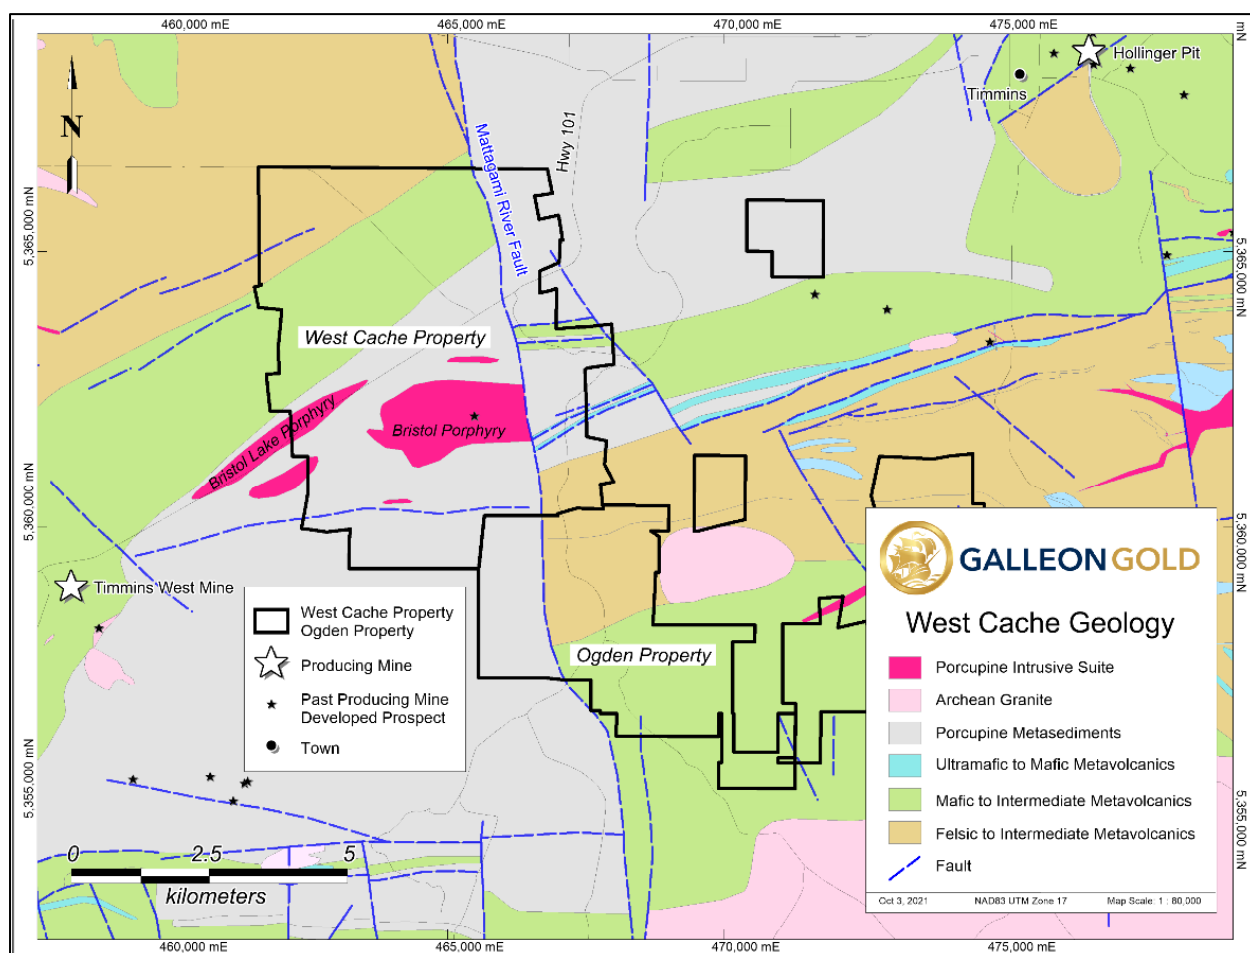 460,000 mE
465,000 mE
470,000 mE
475,000 mE
mN
Hollinger Pit
Timmins
N
Mattagami River Fault
Hwy 101
5,365,000 mN
5,365,000 mN
West Cache Property
Bristol Lake Porphyry
Bristol Porphyry
5,360,000 mN
5,360,000 mN
Timmins West Mine
West Cache Property
Ogden Property
Producing Mine
Past Producing Mine
Developed Prospect
Town
Ogden Property
GALLEON GOLD
West Cache Geology
Porcupine Intrusive Suite
Archean Granite
Porcupine Metasediments
Ultramafic to Mafic Metavolcanics
Mafic to Intermediate Metavolcanics
Felsic to Intermediate Metavolcanics
Fault
Oct 3, 2021
NAD83 UTM Zone 17
Map Scale: 1 : 80,000
5,355,000 mN
5,355,000 mN
0 2.5 5
kilometers
460,000 mE
465,000 mE
470,000 mE
475,000 mE